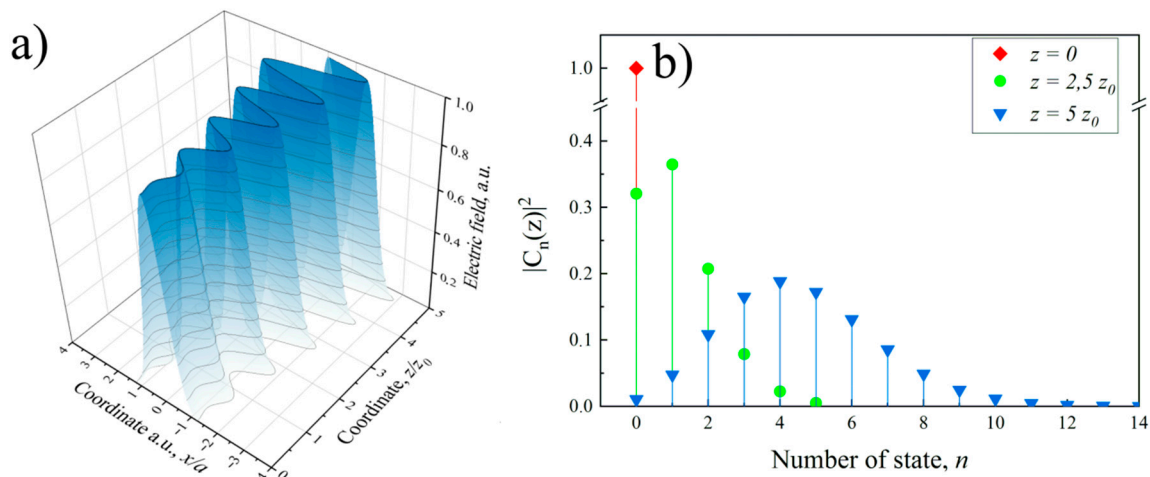 a)
1.0
0.8
0.6
0.4
0.2
Electric field, a.u.
4
3
2
1
0
-1
-2
-3
Coordinate a.u., x/a
0
1
2
3
4
5
Coordinate, z/z₀
b)
z = 0
z = 2,5 z₀
z = 5 z₀
1.0
0.4
0.3
0.2
0.1
0.0
|Cₙ(z)|²
0 2 4 6 8 10 12 14
Number of state, n